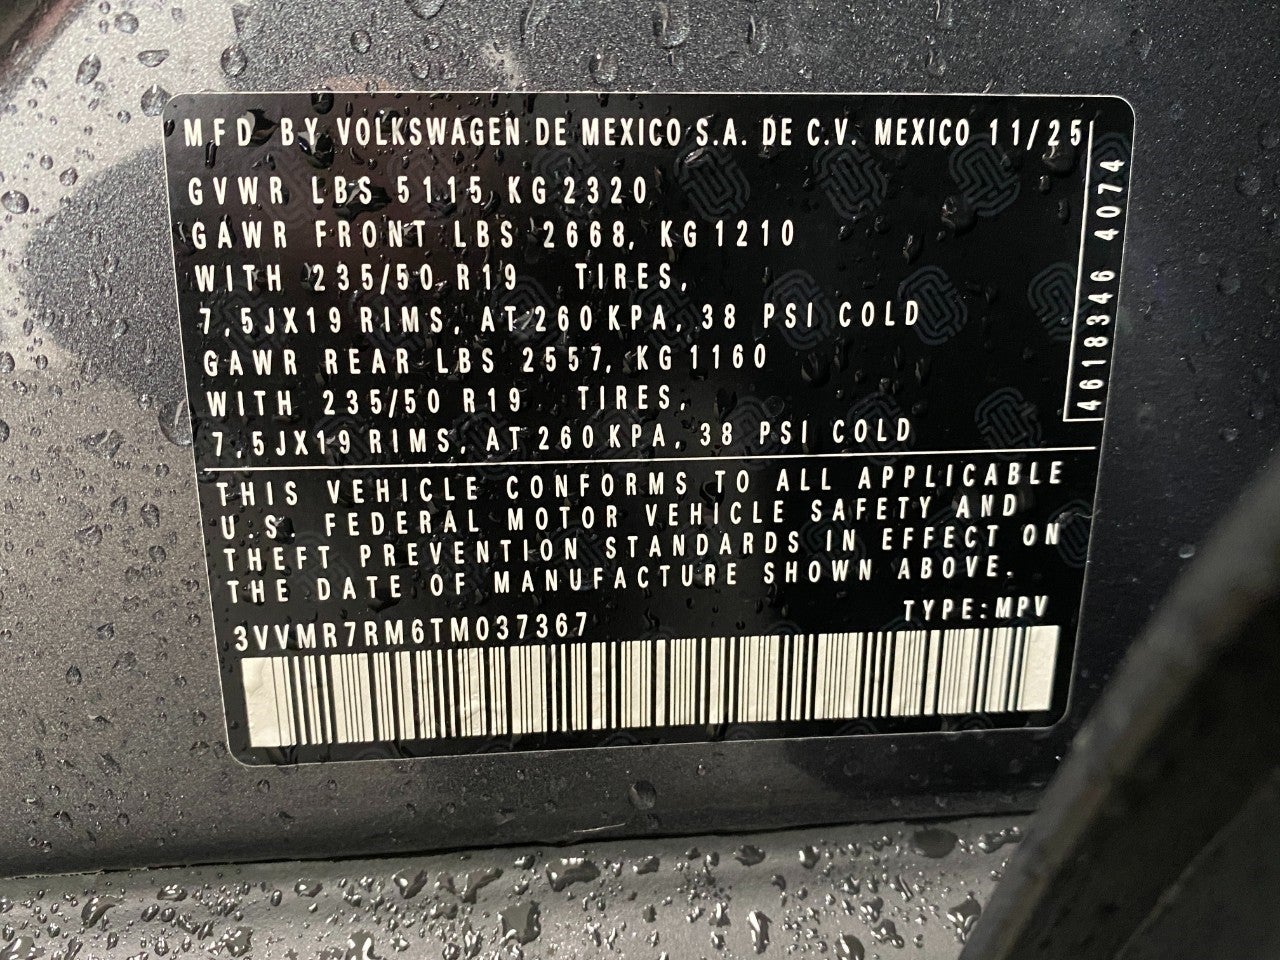 MFD BY VOLKSWAGEN DE MEXICO S.A. DE C.V. MEXICO 11/25
GVWR LBS 5115, KG 2320
GAWR FRONT LBS 2668, KG 1210
WITH 235/50 R19 TIRES,
7,5JX19 RIMS, AT 260 KPA, 38 PSI COLD
GAWR REAR LBS 2557, KG 1160
WITH 235/50 R19 TIRES,
7,5JX19 RIMS, AT 260 KPA, 38 PSI COLD
4618346 4074
THIS VEHICLE CONFORMS TO ALL APPLICABLE
U.S. FEDERAL MOTOR VEHICLE SAFETY AND
THEFT PREVENTION STANDARDS IN EFFECT ON
THE DATE OF MANUFACTURE SHOWN ABOVE.
3VVMR7RM6TM037367
TYPE:MPV